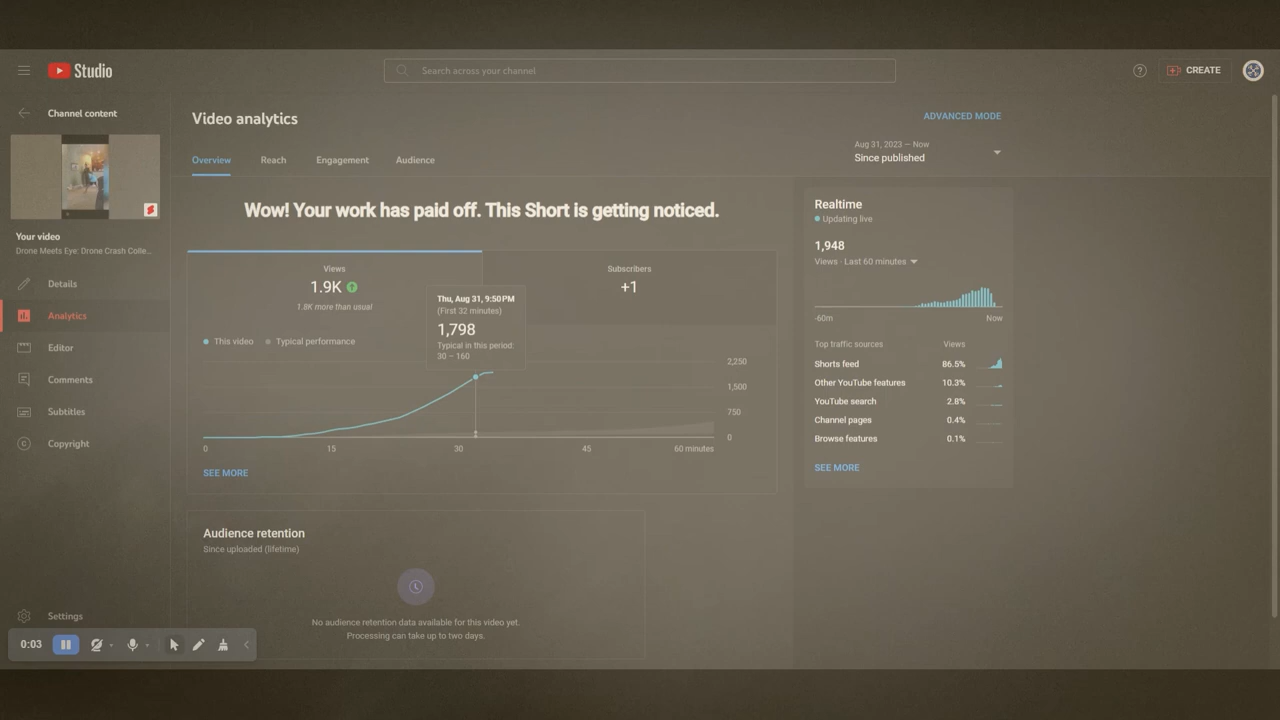 Studio
Search across your channel
CREATE
Channel content
Video analytics
ADVANCED MODE
Aug 31, 2023 – Now
Since published
Overview
Reach
Engagement
Audience
Your video
Drone Meets Eye: Drone Crash Colle...
Details
Analytics
Editor
Comments
Subtitles
Copyright
Settings
0:03
Wow! Your work has paid off. This Short is getting noticed.
Views
1.9K
1.8K more than usual
Subscribers
+1
Thu, Aug 31, 9:50 PM
(First 32 minutes)
1,798
Typical in this period:
30 – 160
This video
Typical performance
2,250
1,500
750
0
0
15
30
45
60 minutes
SEE MORE
Audience retention
Since uploaded (lifetime)
No audience retention data available for this video yet.
Processing can take up to two days.
Realtime
Updating live
1,948
Views · Last 60 minutes
-60m
Now
Top traffic sources
Views
Shorts feed
86.5%
Other YouTube features
10.3%
YouTube search
2.8%
Channel pages
0.4%
Browse features
0.1%
SEE MORE